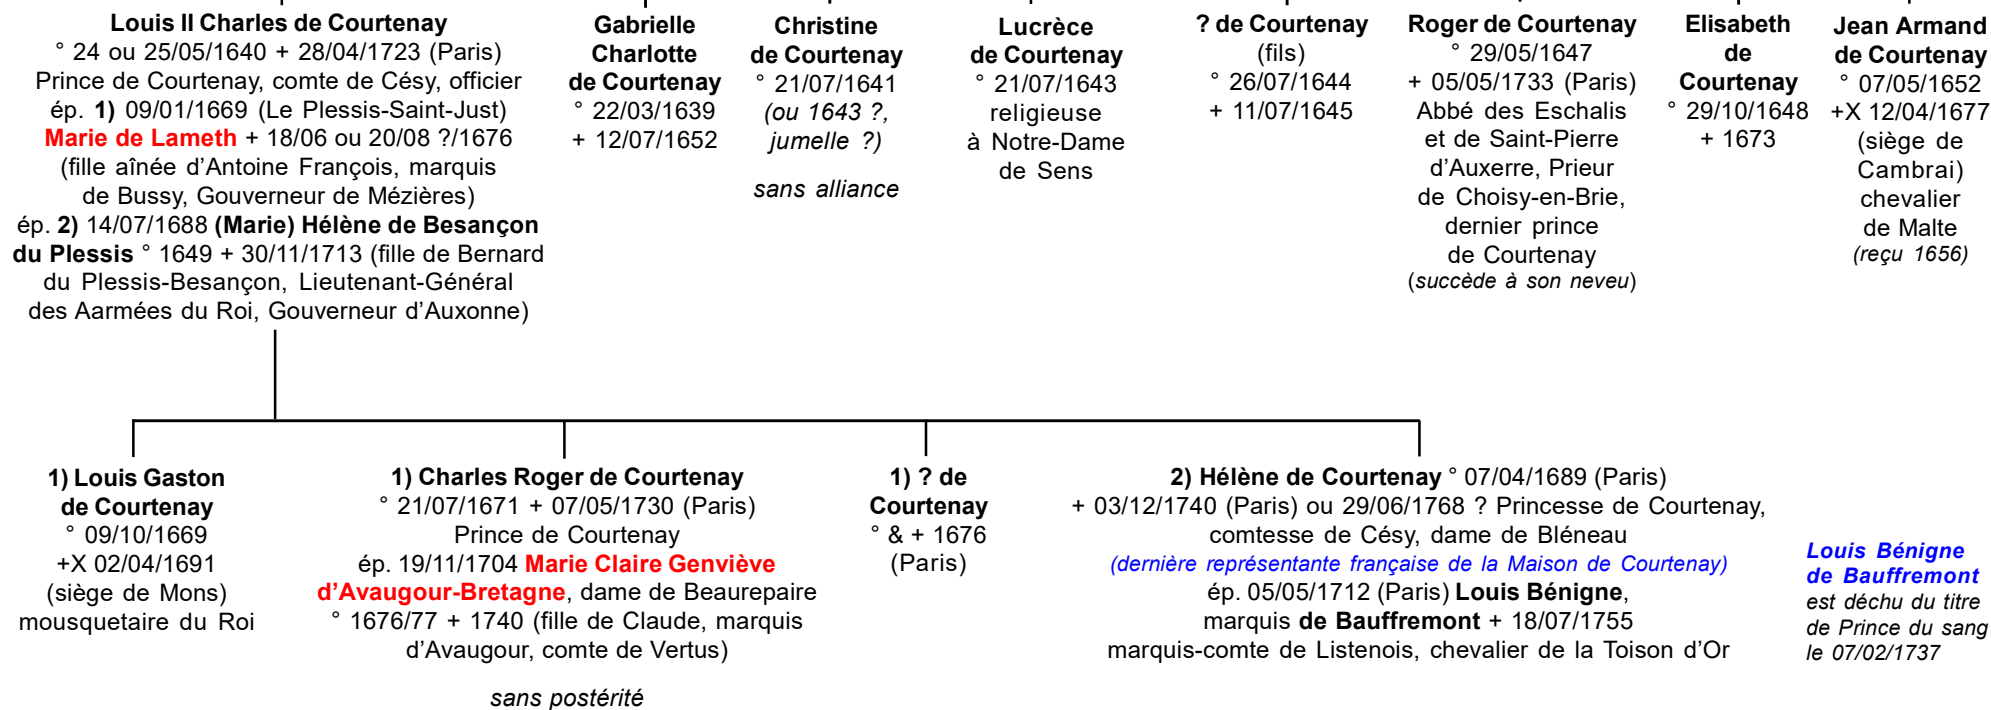 Louis II Charles de Courtenay
° 24 ou 25/05/1640 + 28/04/1723 (Paris)
Prince de Courtenay, comte de Césy, officier
ép. 1) 09/01/1669 (Le Plessis-Saint-Just)
Marie de Lameth + 18/06 ou 20/08 ?/1676
(fille aînée d’Antoine François, marquis
de Bussy, Gouverneur de Mézières)
ép. 2) 14/07/1688 (Marie) Hélène de Besançon
du Plessis ° 1649 + 30/11/1713 (fille de Bernard
du Plessis-Besançon, Lieutenant-Général
des Aarmées du Roi, Gouverneur d’Auxonne)
Gabrielle
Charlotte
de Courtenay
° 22/03/1639
+ 12/07/1652
Christine
de Courtenay
° 21/07/1641
(ou 1643 ?,
jumelle ?)
sans alliance
Lucrèce
de Courtenay
° 21/07/1643
religieuse
à Notre-Dame
de Sens
? de Courtenay
(fils)
° 26/07/1644
+ 11/07/1645
Roger de Courtenay
° 29/05/1647
+ 05/05/1733 (Paris)
Abbé des Eschalis
et de Saint-Pierre
d’Auxerre, Prieur
de Choisy-en-Brie,
dernier prince
de Courtenay
(succède à son neveu)
Elisabeth
de
Courtenay
° 29/10/1648
+ 1673
Jean Armand
de Courtenay
° 07/05/1652
+X 12/04/1677
(siège de
Cambrai)
chevalier
de Malte
(reçu 1656)
1) Louis Gaston
de Courtenay
° 09/10/1669
+X 02/04/1691
(siège de Mons)
mousquetaire du Roi
1) Charles Roger de Courtenay
° 21/07/1671 + 07/05/1730 (Paris)
Prince de Courtenay
ép. 19/11/1704 Marie Claire Genviève
d’Avaugour-Bretagne, dame de Beaurepaire
° 1676/77 + 1740 (fille de Claude, marquis
d’Avaugour, comte de Vertus)
sans postérité
1) ? de
Courtenay
° & + 1676
(Paris)
2) Hélène de Courtenay ° 07/04/1689 (Paris)
+ 03/12/1740 (Paris) ou 29/06/1768 ? Princesse de Courtenay,
comtesse de Césy, dame de Bléneau
(dernière représentante française de la Maison de Courtenay)
ép. 05/05/1712 (Paris) Louis Bénigne,
marquis de Bauffremont + 18/07/1755
marquis-comte de Listenois, chevalier de la Toison d’Or
Louis Bénigne
de Bauffremont
est déchu du titre
de Prince du sang
le 07/02/1737